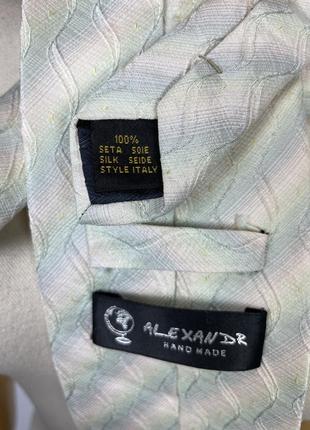 100%
SETA SOIE
SILK SEIDE
STYLE ITALY
ALEXANDR
HAND MADE